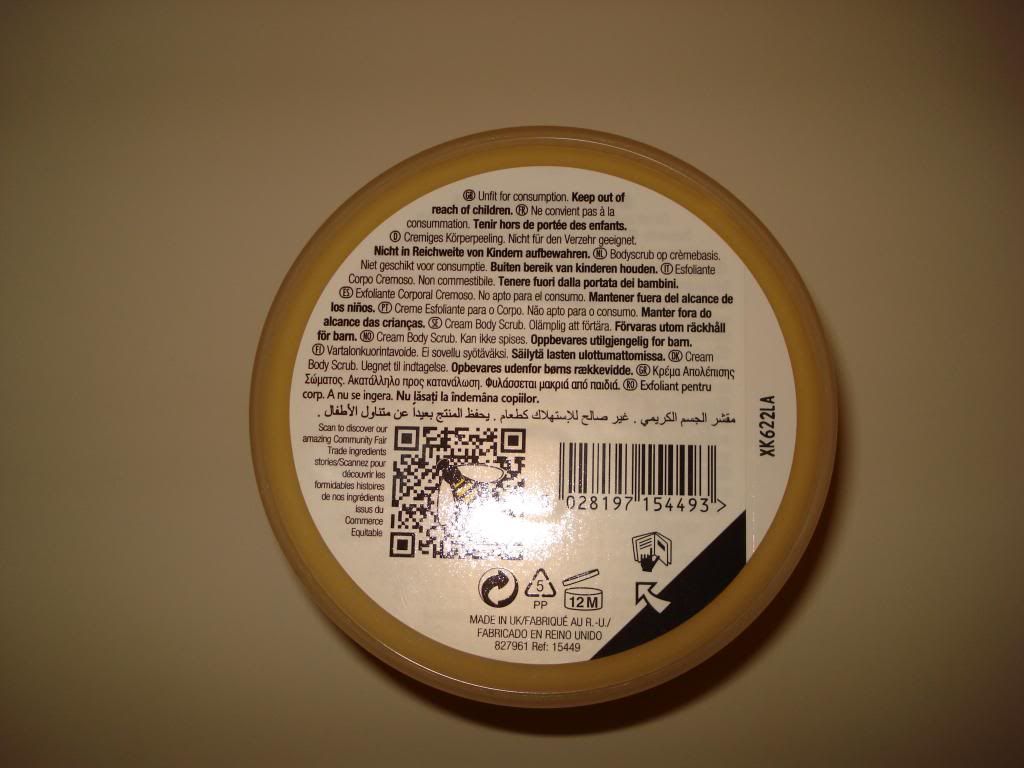 GB Unfit for consumption. Keep out of
reach of children. FR Ne convient pas à la
consummation. Tenir hors de portée des enfants.
D Cremiges Körperpeeling. Nicht für den Verzehr geeignet.
Nicht in Reichweite von Kindern aufbewahren. NL Bodyscrub op crèmebasis.
Niet geschikt voor consumptie. Buiten bereik van kinderen houden. IT Esfoliante
Corpo Cremoso. Non commestibile. Tenere fuori dalla portata dei bambini.
ES Exfoliante Corporal Cremoso. No apto para el consumo. Mantener fuera del alcance de
los niños. PT Creme Esfoliante para o Corpo. Não apto para o consumo. Manter fora do
alcance das crianças. SE Cream Body Scrub. Olämplig att förtära. Förvaras utom räckhåll
för barn. NO Cream Body Scrub. Kan ikke spises. Oppbevares utilgjengelig for barn.
FI Vartalonkuorintavoide. Ei sovellu syötäväksi. Säilytä lasten ulottumattomissa. DK Cream
Body Scrub. Uegnet til indtagelse. Opbevares udenfor børns rækkevidde. GR Κρέμα Απολέπισης
Σώματος. Ακατάλληλο προς κατανάλωση. Φυλάσσεται μακριά από παιδιά. RO Exfoliant pentru
corp. A nu se ingera. Nu lăsați la îndemâna copiilor.
مقشر الجسم الكريمي . غير صالح للإستهلاك كطعام . يحفظ المنتج بعيداً عن متناول الأطفال .
Scan to discover our
amazing Community Fair
Trade ingredients
stories/Scannez pour
découvrir les
formidables histoires
de nos ingrédients
issus du
Commerce
Equitable
028197 154493 >
XK622LA
5
PP
12M
MADE IN UK/FABRIQUÉ AU R.-U./
FABRICADO EN REINO UNIDO
827961 Ref: 15449